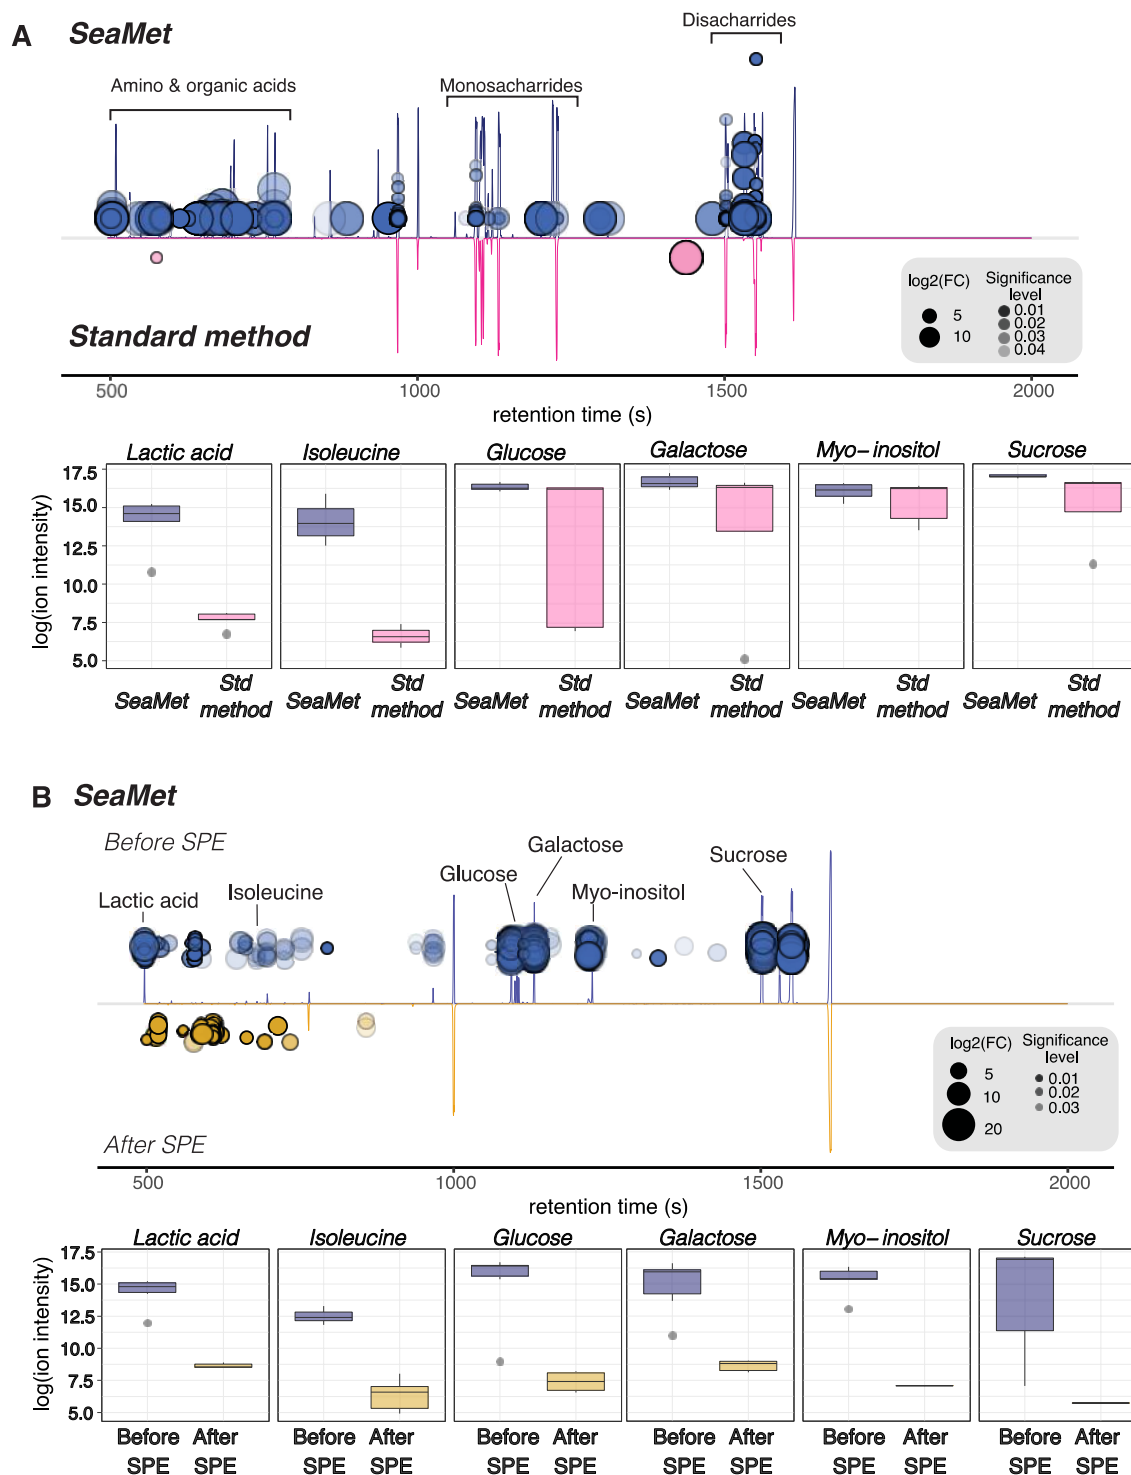 A SeaMet
Disacharrides
Amino & organic acids
Monosacharrides
log2(FC) Significance level
5
10
0.01
0.02
0.03
0.04
Standard method
500 1000 1500 2000
retention time (s)
Lactic acid Isoleucine Glucose Galactose Myo-inositol Sucrose
log(ion intensity)
17.5
15.0
12.5
10.0
7.5
5.0
SeaMet Std method SeaMet Std method SeaMet Std method SeaMet Std method SeaMet Std method SeaMet Std method
B SeaMet
Before SPE
Galactose
Glucose
Sucrose
Lactic acid
Isoleucine
Myo-inositol
log2(FC) Significance level
5
10
20
0.01
0.02
0.03
After SPE
500 1000 1500 2000
retention time (s)
Lactic acid Isoleucine Glucose Galactose Myo-inositol Sucrose
log(ion intensity)
17.5
15.0
12.5
10.0
7.5
5.0
Before After Before After Before After Before After Before After Before After
SPE SPE SPE SPE SPE SPE SPE SPE SPE SPE SPE SPE